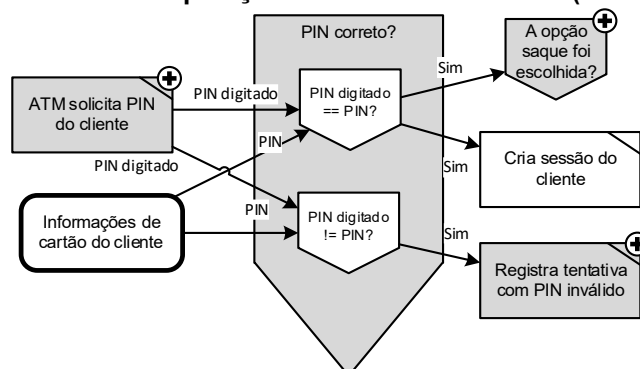 PIN correto?
A opção
saque foi
escolhida?
Sim
ATM solicita PIN
do cliente
PIN digitado
PIN digitado
== PIN?
PIN
Cria sessão do
cliente
Sim
PIN digitado
Informações de
cartão do cliente
PIN
PIN digitado
!= PIN?
Sim
Registra tentativa
com PIN inválido